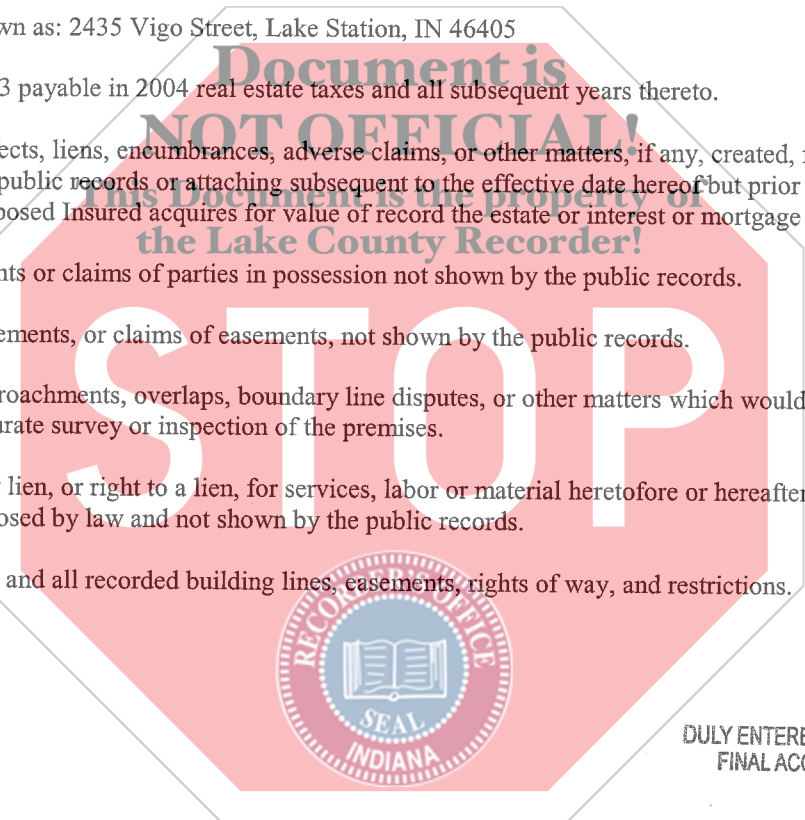 wn as: 2435 Vigo Street, Lake Station, IN 46405
Document is
3 payable in 2004 real estate taxes and all subsequent years thereto.
NOT OFFICIAL!
ects, liens, encumbrances, adverse claims, or other matters, if any, created,
public records or attaching subsequent to the effective date hereof but prior
This Document is the property of
posed Insured acquires for value of record the estate or interest or mortgage
the Lake County Recorder!
nts or claims of parties in possession not shown by the public records.
STOP
ements, or claims of easements, not shown by the public records.
roachments, overlaps, boundary line disputes, or other matters which would
urate survey or inspection of the premises.
lien, or right to a lien, for services, labor or material heretofore or hereafter
osed by law and not shown by the public records.
and all recorded building lines, easements, rights of way, and restrictions.
RECORDER'S OFFICE
SEAL
INDIANA
DULY ENTERE
FINAL ACC